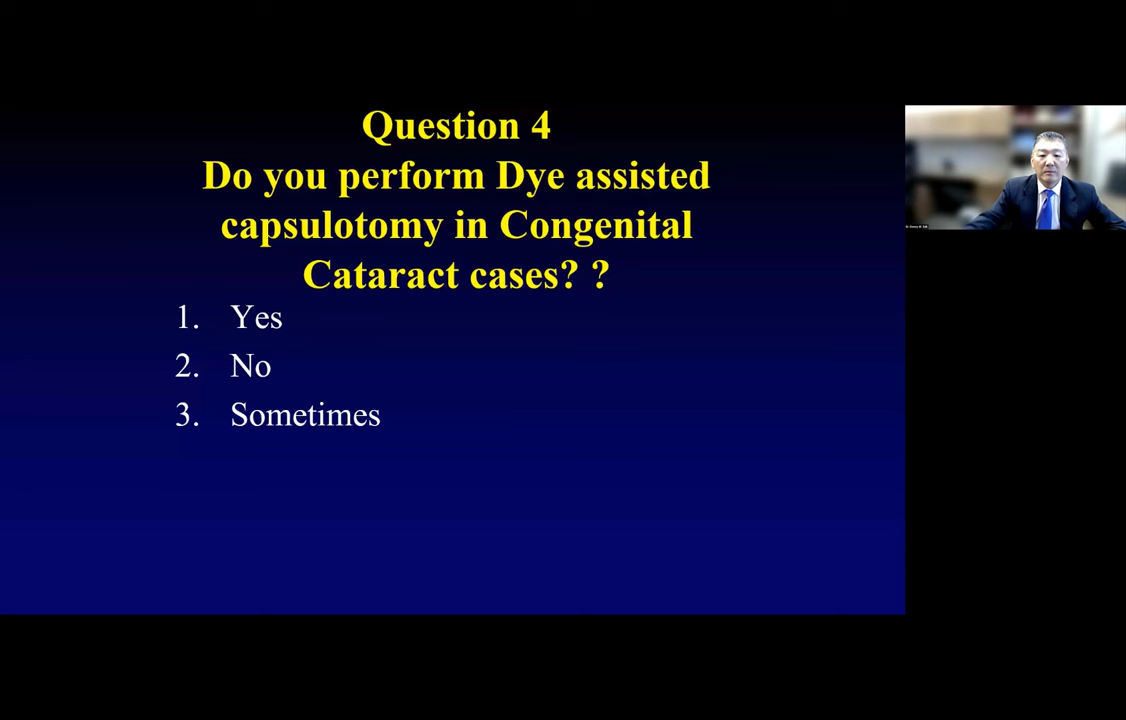 Question 4
Do you perform Dye assisted
capsulotomy in Congenital
Cataract cases? ?
1. Yes
2. No
3. Sometimes